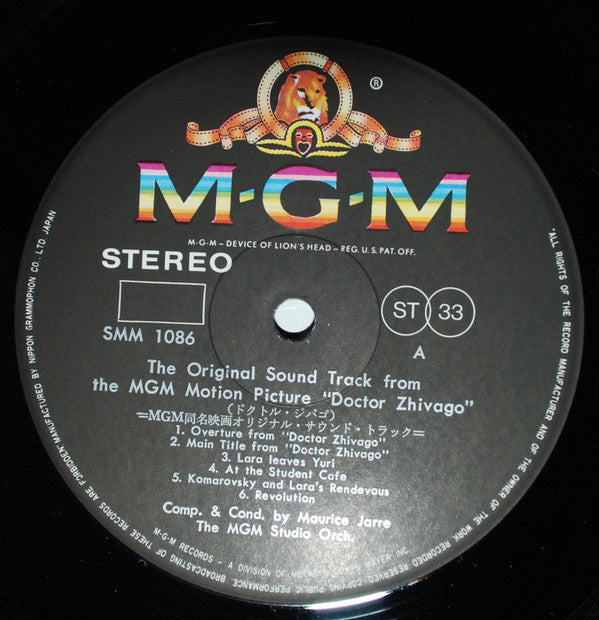 ®
M·G·M
M-G-M – DEVICE OF LION'S HEAD – REG. U.S. PAT. OFF.
STEREO
SMM 1086
ST 33
A
The Original Sound Track from
the MGM Motion Picture "Doctor Zhivago"
(ドクトル・ジバゴ)
=MGM同名映画オリジナル・サウンド・トラック=
1. Overture from "Doctor Zhivago"
2. Main Title from "Doctor Zhivago"
3. Lara leaves Yuri
4. At the Student Cafe
5. Komarovsky and Lara's Rendevous
6. Revolution
Comp. & Cond. by Maurice Jarre
The MGM Studio Orch.
M-G-M RECORDS – A DIVISION OF MAYER INC.
MANUFACTURED BY NIPPON GRAMMOPHON CO., LTD. JAPAN
"ALL RIGHTS OF THE RECORD MANUFACTURER AND OF THE OWNER OF THE WORK RECORDED RESERVED. COPYING PUBLIC PERFORMANCE, BROADCASTING OF THESE RECORDS ARE FORBIDDEN."